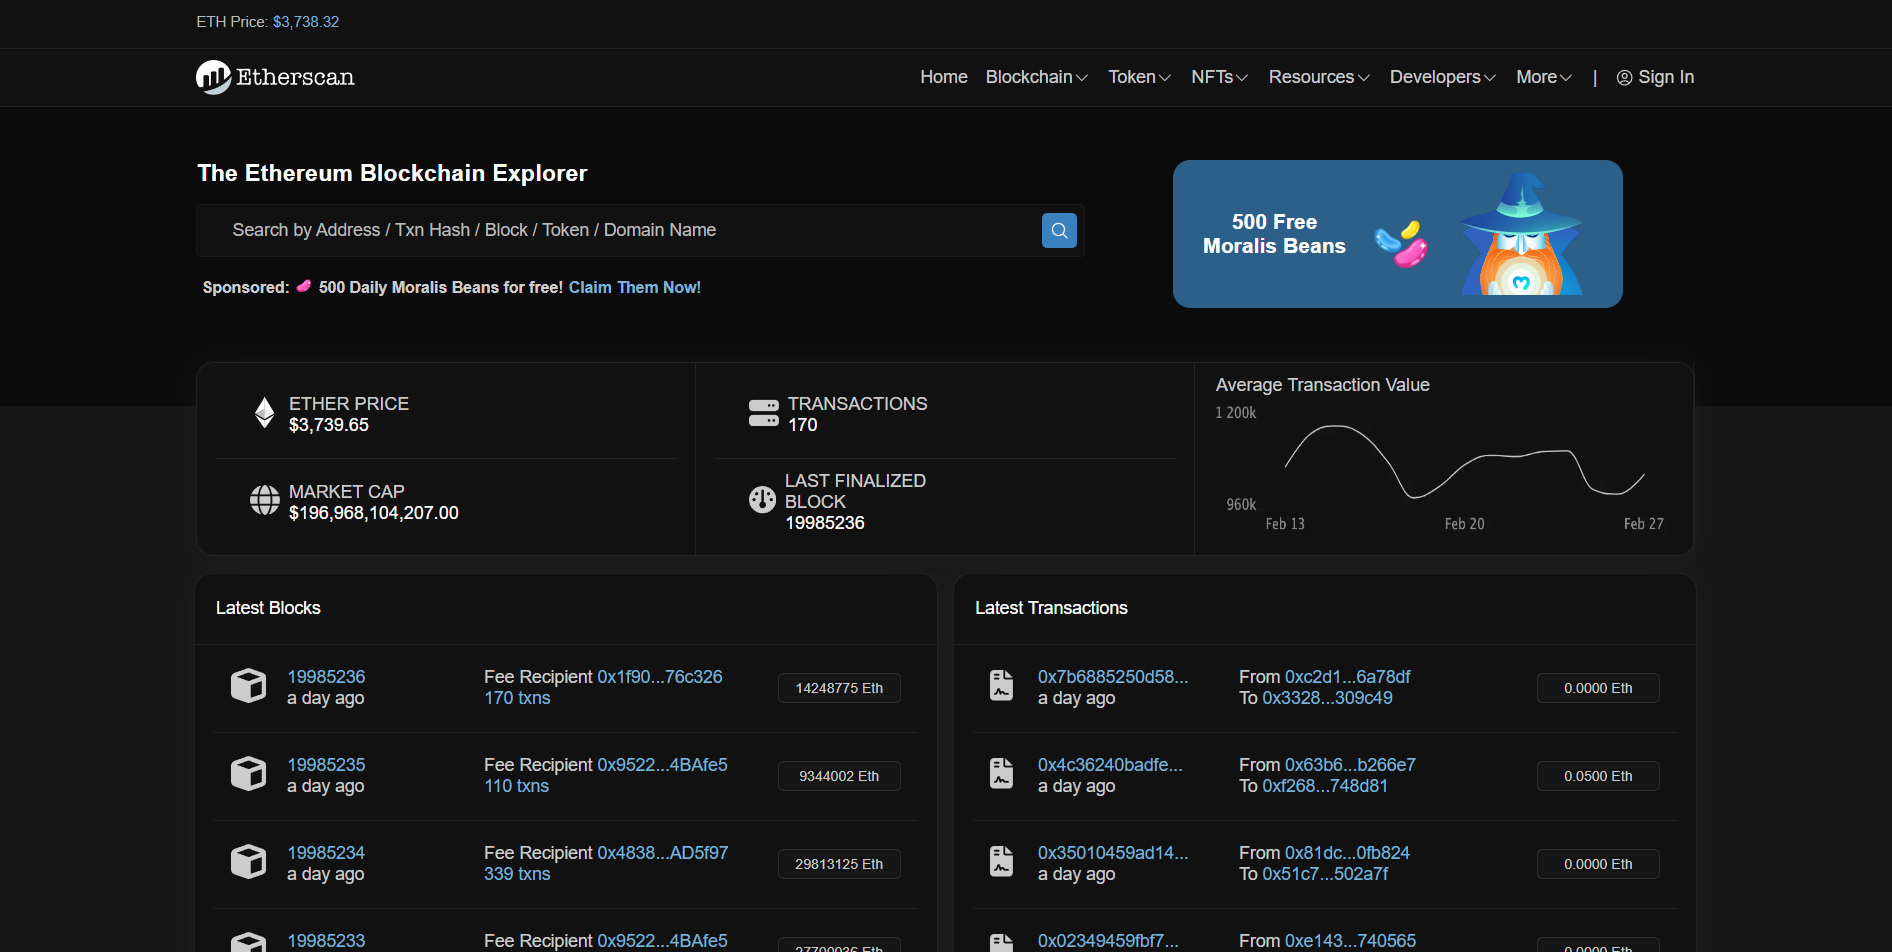 ETH Price: $3,738.32
Etherscan
Home Blockchain Token NFTs Resources Developers More | Sign In
The Ethereum Blockchain Explorer
Search by Address / Txn Hash / Block / Token / Domain Name
Sponsored: 500 Daily Moralis Beans for free! Claim Them Now!
500 Free
Moralis Beans
ETHER PRICE
$3,739.65
MARKET CAP
$196,968,104,207.00
TRANSACTIONS
170
LAST FINALIZED
BLOCK
19985236
Average Transaction Value
1 200k
960k
Feb 13 Feb 20 Feb 27
Latest Blocks
19985236 Fee Recipient 0x1f90...76c326 14248775 Eth
a day ago 170 txns
19985235 Fee Recipient 0x9522...4BAfe5 9344002 Eth
a day ago 110 txns
19985234 Fee Recipient 0x4838...AD5f97 29813125 Eth
a day ago 339 txns
19985233 Fee Recipient 0x9522...4BAfe5 27700036 Eth
Latest Transactions
0x7b6885250d58... From 0xc2d1...6a78df 0.0000 Eth
a day ago To 0x3328...309c49
0x4c36240badfe... From 0x63b6...b266e7 0.0500 Eth
a day ago To 0xf268...748d81
0x35010459ad14... From 0x81dc...0fb824 0.0000 Eth
a day ago To 0x51c7...502a7f
0x02349459fbf7... From 0xe143...740565 0.0000 Eth